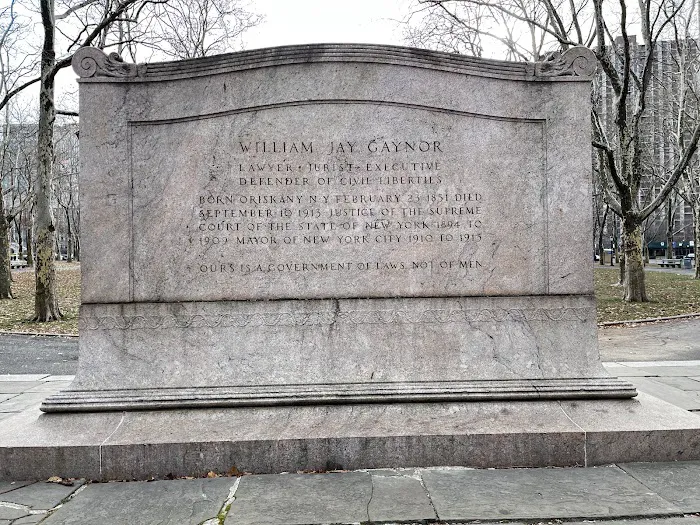 WILLIAM JAY GAYNOR
LAWYER • JURIST • EXECUTIVE
DEFENDER OF CIVIL LIBERTIES
BORN ORISKANY N·Y FEBRUARY 23 1851 DIED
SEPTEMBER 10 1913 JUSTICE OF THE SUPREME
COURT OF THE STATE OF NEW YORK 1894 TO
1909 MAYOR OF NEW YORK CITY 1910 TO 1913
OURS IS A GOVERNMENT OF LAWS NOT OF MEN